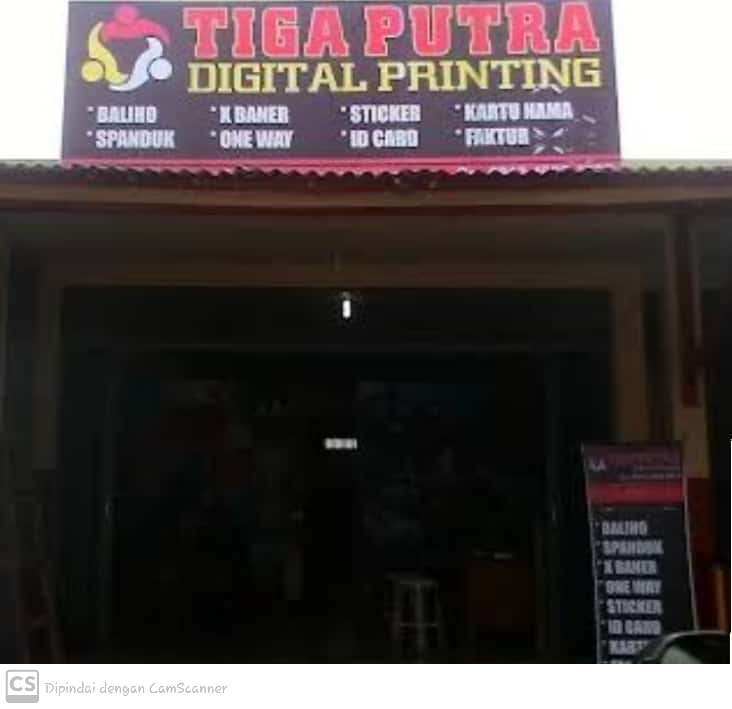 TIGA PUTRA
DIGITAL PRINTING
* BALIHO * X BANER * STICKER * KARTU NAMA
* SPANDUK * ONE WAY * ID CARD * FAKTUR
* BALIHO
* SPANDUK
* X BANER
* ONE WAY
* STICKER
* ID CARD
CS Dipindai dengan CamScanner